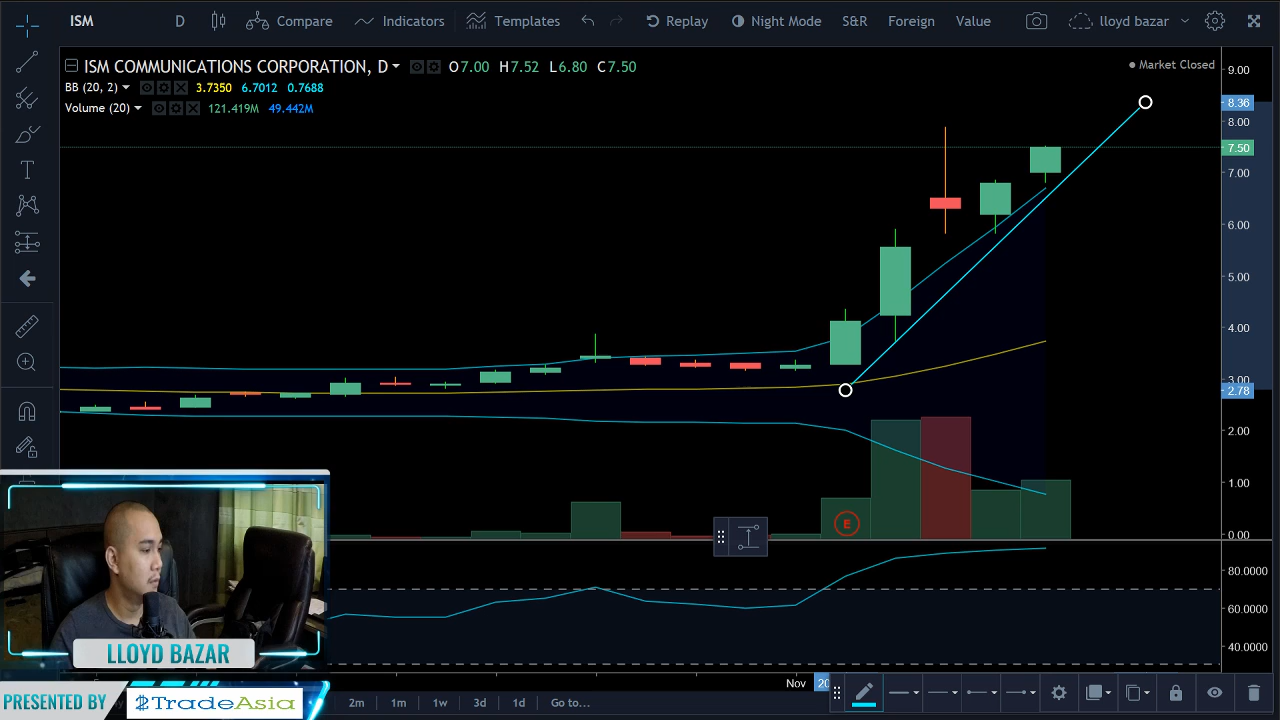 ISM D Compare Indicators Templates Replay Night Mode S&R Foreign Value lloyd bazar
ISM COMMUNICATIONS CORPORATION, D O7.00 H7.52 L6.80 C7.50
Market Closed
BB (20, 2) 3.7350 6.7012 0.7688
Volume (20) 121.419M 49.442M
9.00
8.36
8.00
7.50
7.00
6.00
5.00
4.00
3.00
2.78
2.00
1.00
0.00
E
80.0000
60.0000
40.0000
Nov 20
LLOYD BAZAR
PRESENTED BY TradeAsia
2m 1m 1w 3d 1d Go to...